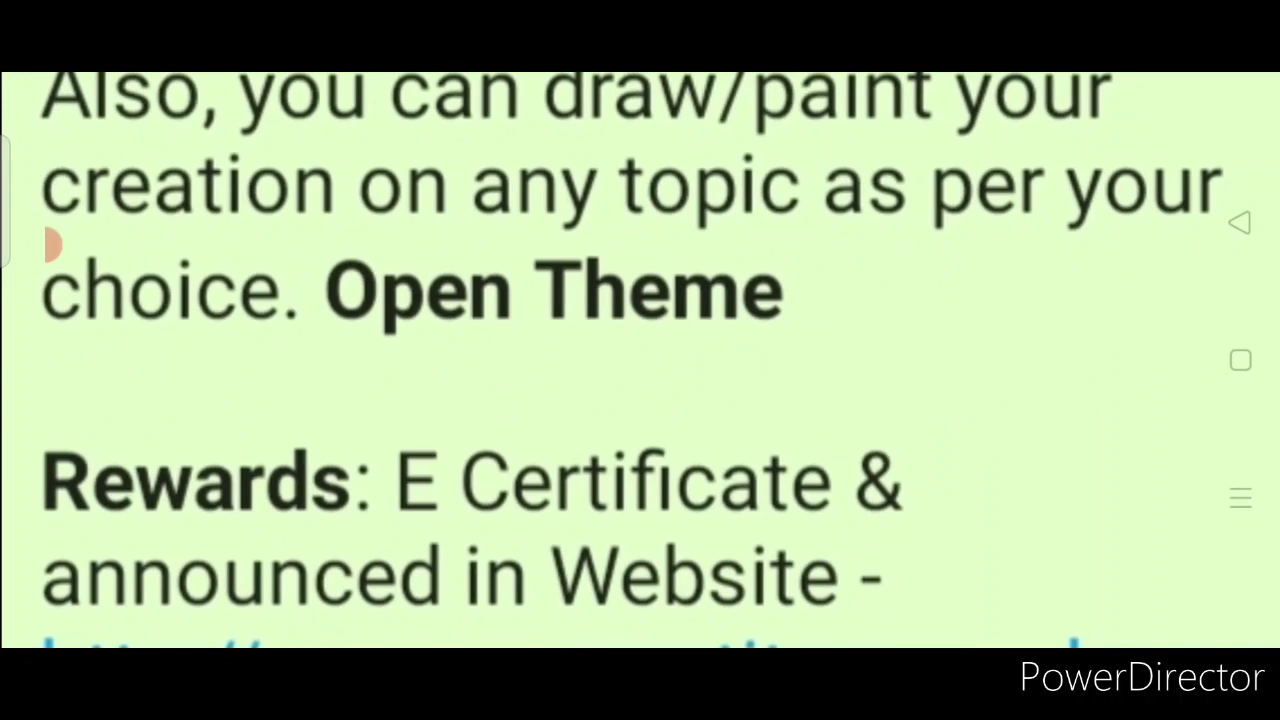 Also, you can draw/paint your
creation on any topic as per your
choice. Open Theme
Rewards: E Certificate &
announced in Website -
PowerDirector